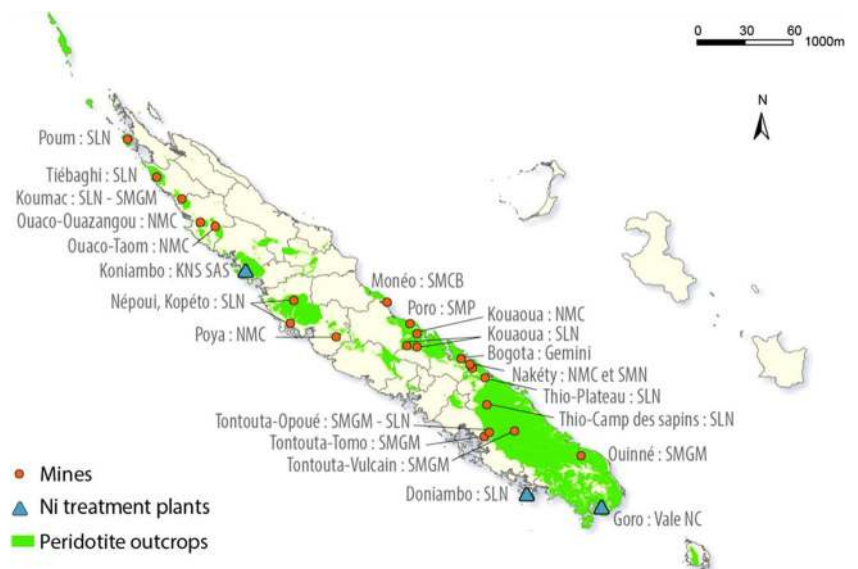 0 30 60
1000m
N
Poum : SLN
Tiébaghi : SLN
Koumac : SLN - SMGM
Ouaco-Ouazangou : NMC
Ouaco-Taom : NMC
Koniambo : KNS SAS
Népoui, Kopéto : SLN
Poya : NMC
Monéo : SMCB
Poro : SMP
Kouaoua : NMC
Kouaoua : SLN
Bogota : Gemini
Nakéty : NMC et SMN
Thio-Plateau : SLN
Thio-Camp des sapins : SLN
Tontouta-Opoué : SMGM - SLN
Tontouta-Tomo : SMGM
Tontouta-Vulcain : SMGM
Ouinné : SMGM
Doniambo : SLN
Goro : Vale NC
Mines
Ni treatment plants
Peridotite outcrops